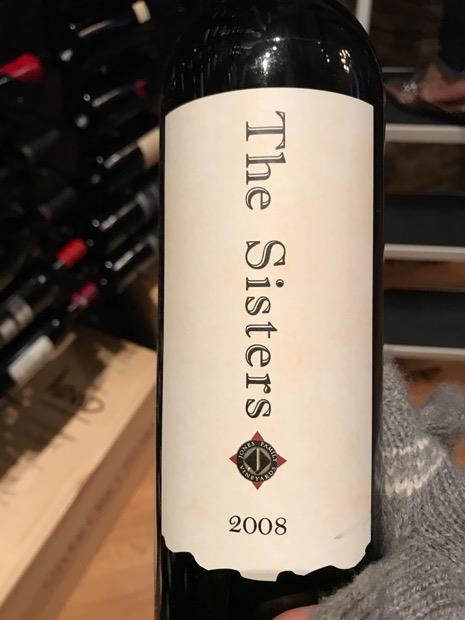 The Sisters
JONES FAMILY
VINEYARDS
2008